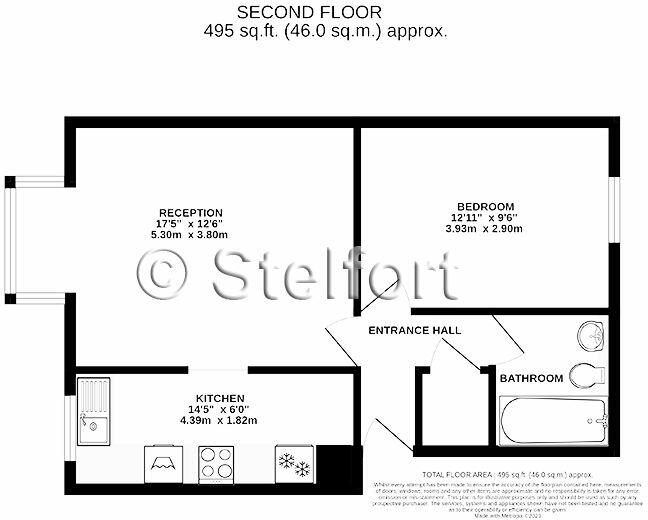 SECOND FLOOR
495 sq.ft. (46.0 sq.m.) approx.
RECEPTION
17'5" x 12'6"
5.30m x 3.80m
BEDROOM
12'11" x 9'6"
3.93m x 2.90m
© Stelfort
ENTRANCE HALL
KITCHEN
14'5" x 6'0"
4.39m x 1.82m
BATHROOM
TOTAL FLOOR AREA : 495 sq.ft. (46.0 sq.m.) approx.
Whilst every attempt has been made to ensure the accuracy of the floorplan contained here, measurements
of doors, windows, rooms and any other items are approximate and no responsibility is taken for any error,
omission or mis-statement. This plan is for illustrative purposes only and should be used as such by any
prospective purchaser. The services, systems and appliances shown have not been tested and no guarantee
as to their operability or efficiency can be given.
Made with Metropix ©2023